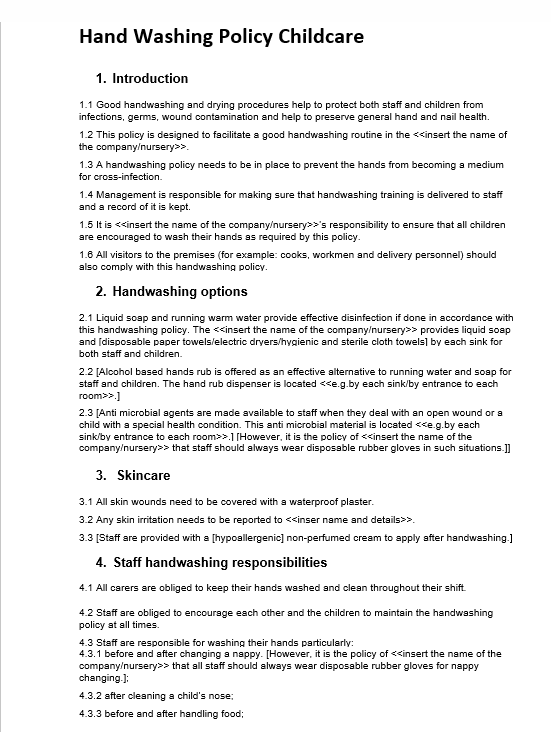 Hand Washing Policy Childcare
1. Introduction
1.1 Good handwashing and drying procedures help to protect both staff and children from
infections, germs, wound contamination and help to preserve general hand and nail health.
1.2 This policy is designed to facilitate a good handwashing routine in the <<insert the name of
the company/nursery>>.
1.3 A handwashing policy needs to be in place to prevent the hands from becoming a medium
for cross-infection.
1.4 Management is responsible for making sure that handwashing training is delivered to staff
and a record of it is kept.
1.5 It is <<insert the name of the company/nursery>>'s responsibility to ensure that all children
are encouraged to wash their hands as required by this policy.
1.6 All visitors to the premises (for example: cooks, workmen and delivery personnel) should
also comply with this handwashing policy.
2. Handwashing options
2.1 Liquid soap and running warm water provide effective disinfection if done in accordance with
this handwashing policy. The <<insert the name of the company/nursery>> provides liquid soap
and [disposable paper towels/electric dryers/hygienic and sterile cloth towels] by each sink for
both staff and children.
2.2 [Alcohol based hands rub is offered as an effective alternative to running water and soap for
staff and children. The hand rub dispenser is located <<e.g.by each sink/by entrance to each
room>>.]
2.3 [Anti microbial agents are made available to staff when they deal with an open wound or a
child with a special health condition. This anti microbial material is located <<e.g.by each
sink/by entrance to each room>>.] [However, it is the policy of <<insert the name of the
company/nursery>> that staff should always wear disposable rubber gloves in such situations.]]
3. Skincare
3.1 All skin wounds need to be covered with a waterproof plaster.
3.2 Any skin irritation needs to be reported to <<inser name and details>>.
3.3 [Staff are provided with a [hypoallergenic] non-perfumed cream to apply after handwashing.]
4. Staff handwashing responsibilities
4.1 All carers are obliged to keep their hands washed and clean throughout their shift.
4.2 Staff are obliged to encourage each other and the children to maintain the handwashing
policy at all times.
4.3 Staff are responsible for washing their hands particularly:
4.3.1 before and after changing a nappy. [However, it is the policy of <<insert the name of the
company/nursery>> that all staff should always wear disposable rubber gloves for nappy
changing.];
4.3.2 after cleaning a child's nose;
4.3.3 before and after handling food;